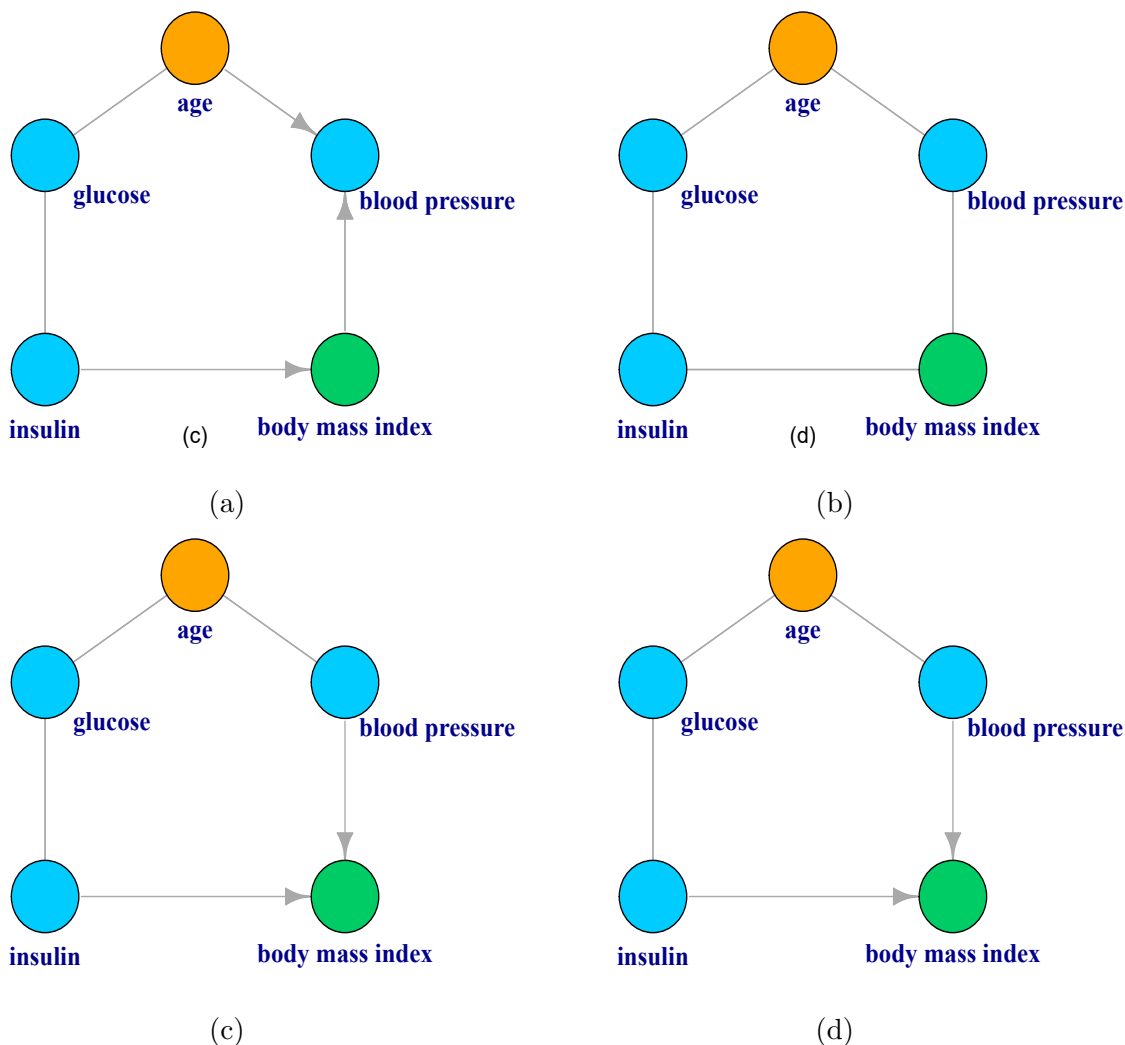 age
age
glucose
blood pressure
glucose
blood pressure
insulin
(c)
body mass index
insulin
(d)
body mass index
(a)
(b)
age
age
glucose
blood pressure
glucose
blood pressure
insulin
body mass index
insulin
body mass index
(c)
(d)